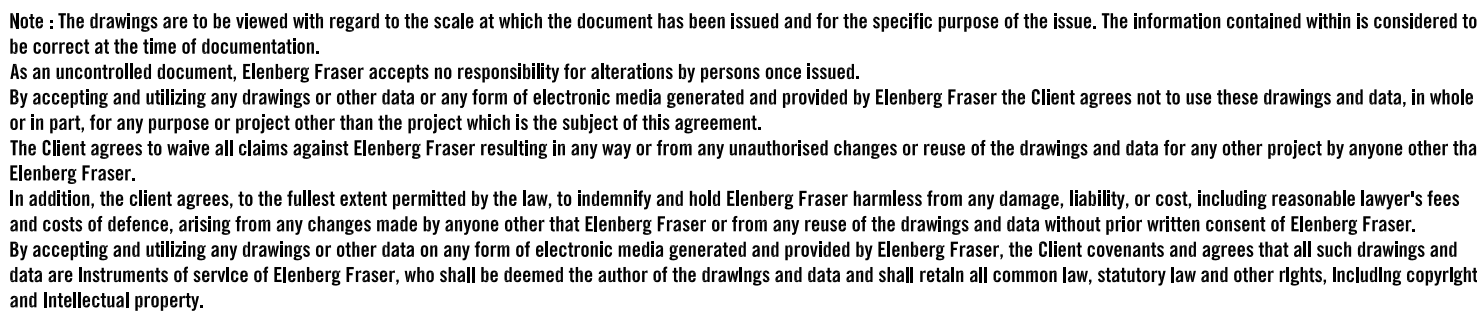 Note : The drawings are to be viewed with regard to the scale at which the document has been issued and for the specific purpose of the issue. The information contained within is considered to
be correct at the time of documentation.
As an uncontrolled document, Elenberg Fraser accepts no responsibility for alterations by persons once issued.
By accepting and utilizing any drawings or other data or any form of electronic media generated and provided by Elenberg Fraser the Client agrees not to use these drawings and data, in whole
or in part, for any purpose or project other than the project which is the subject of this agreement.
The Client agrees to waive all claims against Elenberg Fraser resulting in any way or from any unauthorised changes or reuse of the drawings and data for any other project by anyone other tha
Elenberg Fraser.
In addition, the client agrees, to the fullest extent permitted by the law, to indemnify and hold Elenberg Fraser harmless from any damage, liability, or cost, including reasonable lawyer's fees
and costs of defence, arising from any changes made by anyone other that Elenberg Fraser or from any reuse of the drawings and data without prior written consent of Elenberg Fraser.
By accepting and utilizing any drawings or other data on any form of electronic media generated and provided by Elenberg Fraser, the Client covenants and agrees that all such drawings and
data are Instruments of service of Elenberg Fraser, who shall be deemed the author of the drawings and data and shall retain all common law, statutory law and other rights, including copyright
and Intellectual property.